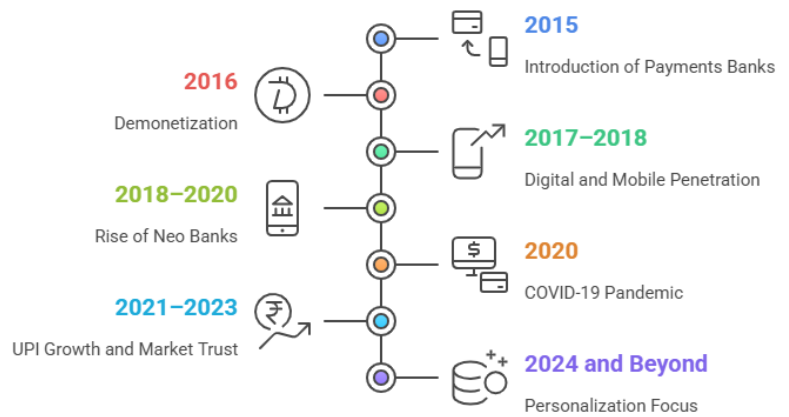 2015
Introduction of Payments Banks
2016
Demonetization
2017–2018
Digital and Mobile Penetration
2018–2020
Rise of Neo Banks
2020
COVID-19 Pandemic
2021–2023
UPI Growth and Market Trust
2024 and Beyond
Personalization Focus